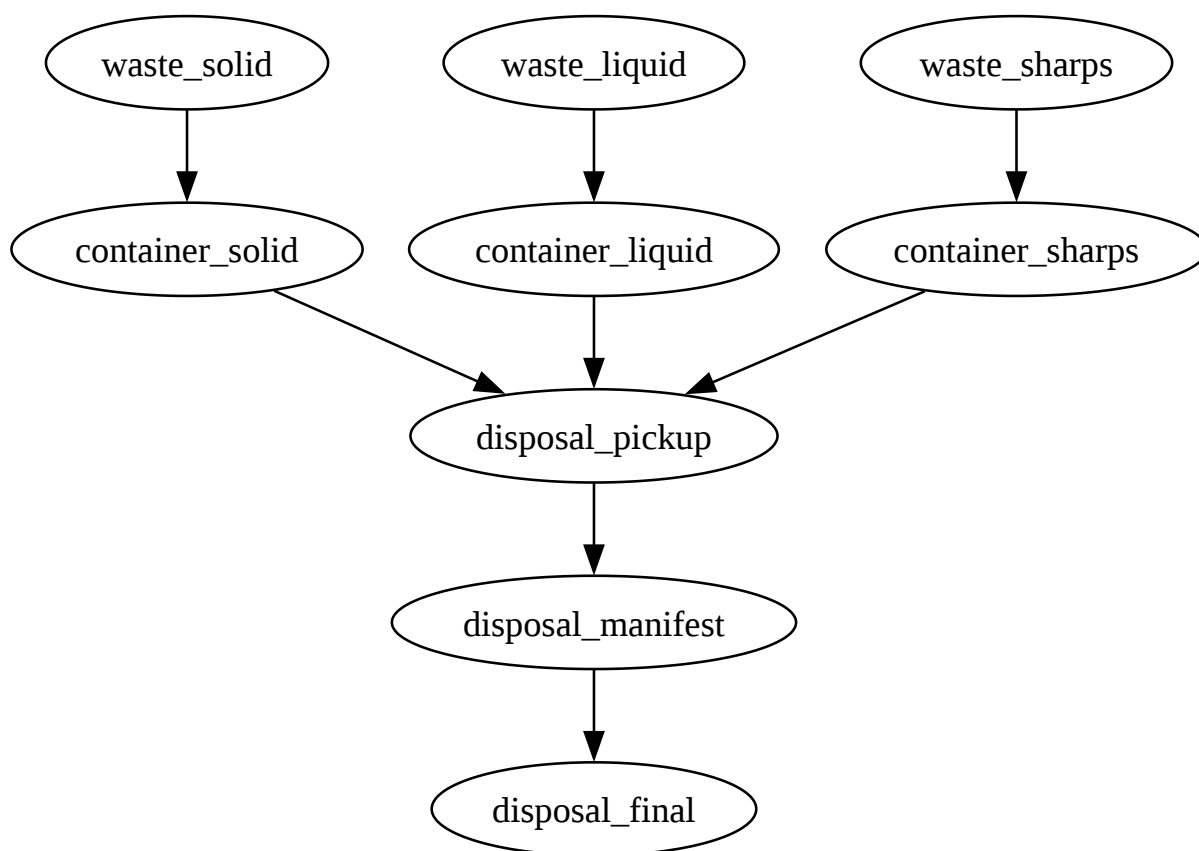 waste_solid
waste_liquid
waste_sharps
container_solid
container_liquid
container_sharps
disposal_pickup
disposal_manifest
disposal_final